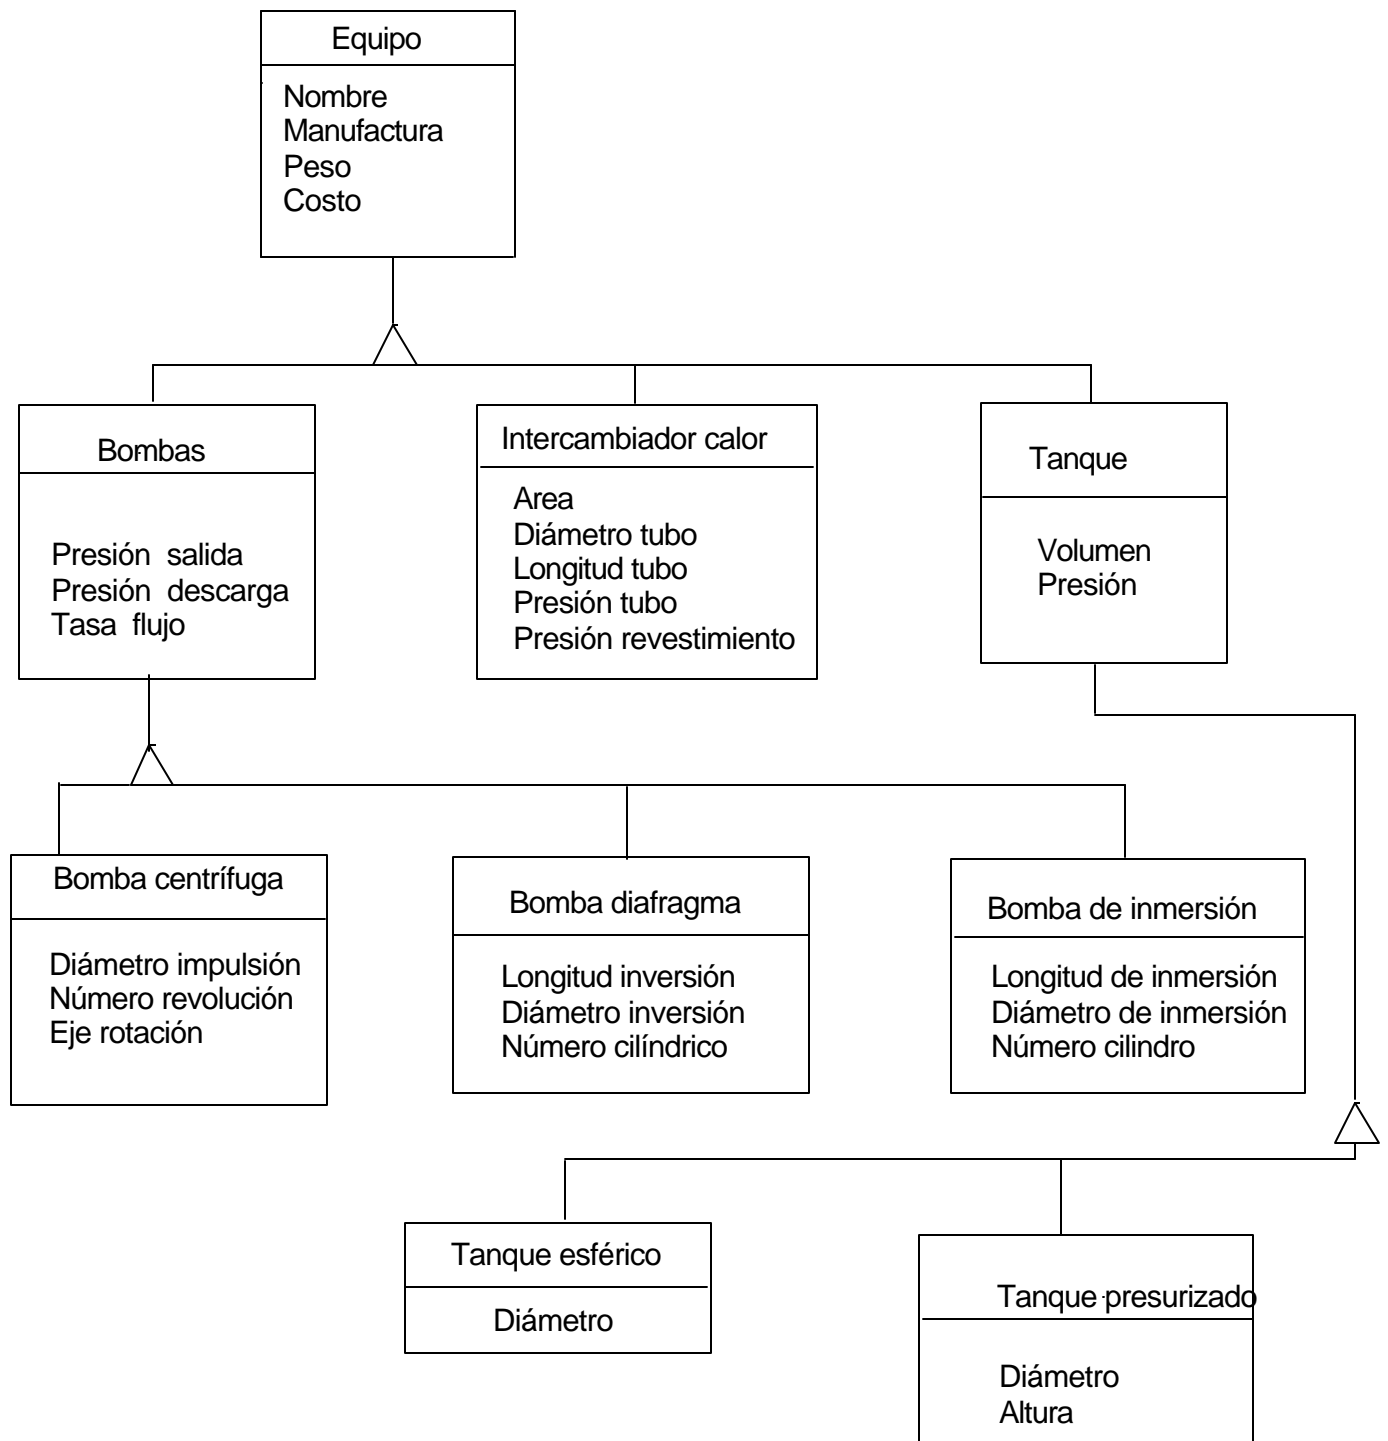 Equipo
Nombre
Manufactura
Peso
Costo
Bombas
Presión salida
Presión descarga
Tasa flujo
Intercambiador calor
Area
Diámetro tubo
Longitud tubo
Presión tubo
Presión revestimiento
Tanque
Volumen
Presión
Bomba centrífuga
Diámetro impulsión
Número revolución
Eje rotación
Bomba diafragma
Longitud inversión
Diámetro inversión
Número cilíndrico
Bomba de inmersión
Longitud de inmersión
Diámetro de inmersión
Número cilindro
Tanque esférico
Diámetro
Tanque presurizado
Diámetro
Altura